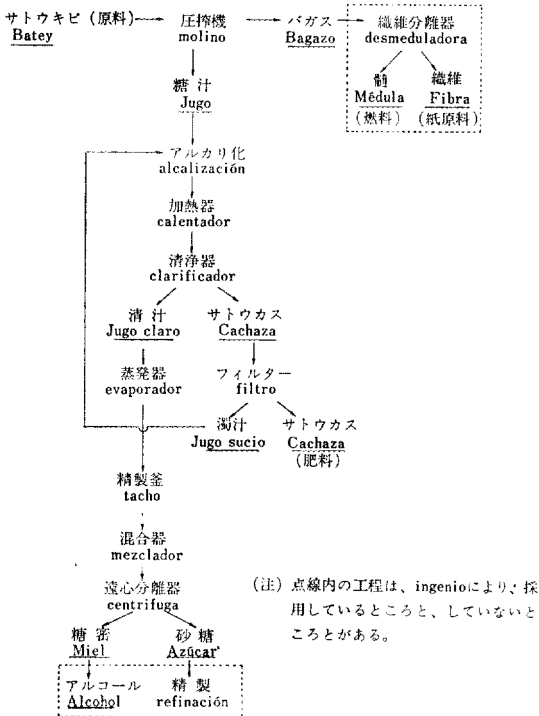 サトウキビ（原料）
Batey
圧搾機
molino
バガス
Bagazo
繊維分離器
desmeduladora
髄
Médula
(燃料)
繊維
Fibra
(紙原料)
糖汁
Jugo
アルカリ化
alcalización
加熱器
calentador
清浄器
clarificador
清汁
Jugo claro
サトウカス
Cachaza
蒸発器
evaporador
フィルター
filtro
濁汁
Jugo sucio
サトウカス
Cachaza
(肥料)
精製釜
tacho
混合器
mezclador
遠心分離器
centrifuga
糖密
Miel
砂糖
Azúcar
アルコール
Alcohol
精製
refinación
(注) 点線内の工程は、ingenioにより、採
用しているところと、していないと
ころとがある。